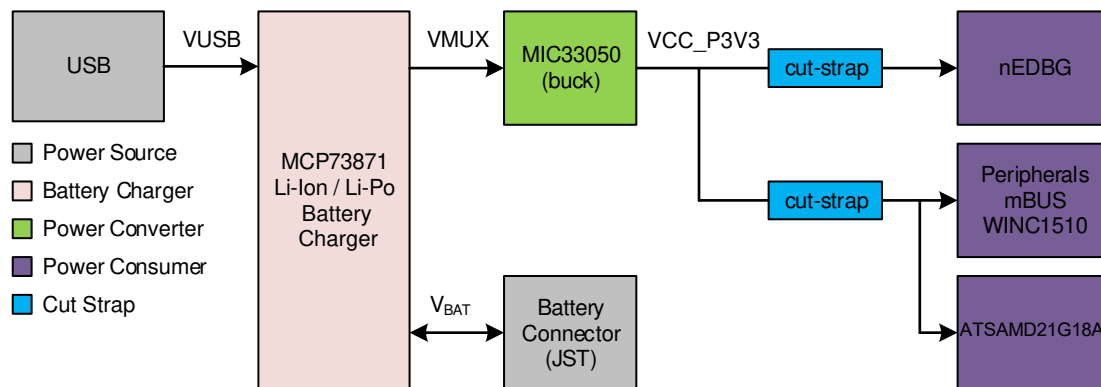 USB
VUSB
MCP73871
Li-Ion / Li-Po
Battery
Charger
VMUX
MIC33050
(buck)
VCC_P3V3
cut-strap
nEDBG
cut-strap
Peripherals
mBUS
WINC1510
ATSAMD21G18A
VBAT
Battery
Connector
(JST)
Power Source
Battery Charger
Power Converter
Power Consumer
Cut Strap